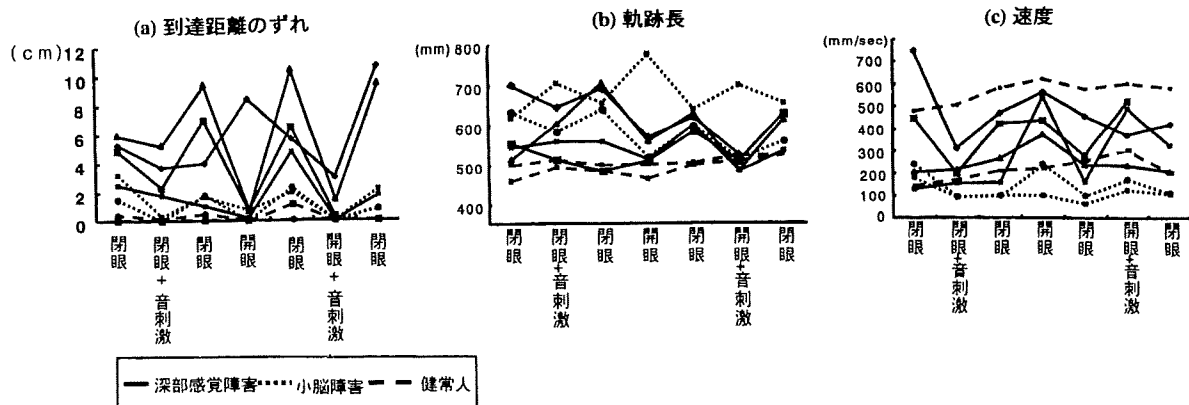 (a) 到達距離のずれ
(cm)
12
10
8
6
4
2
0
閉眼
閉眼+音刺激
閉眼
開眼
閉眼
開眼+音刺激
閉眼
(b) 軌跡長
(mm)
800
700
600
500
400
閉眼
閉眼+音刺激
閉眼
開眼
閉眼
開眼+音刺激
閉眼
(c) 速度
(mm/sec)
700
600
500
400
300
200
100
0
閉眼
閉眼+音刺激
閉眼
開眼
閉眼
開眼+音刺激
閉眼
深部感覚障害 小脳障害 健常人